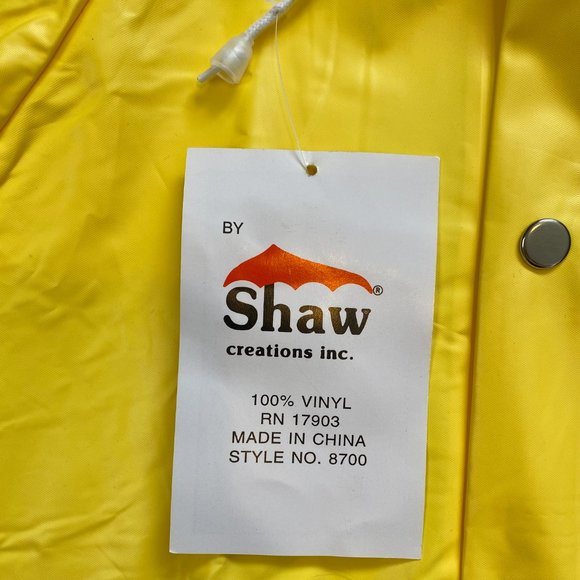 BY
Shaw®
creations inc.
100% VINYL
RN 17903
MADE IN CHINA
STYLE NO. 8700